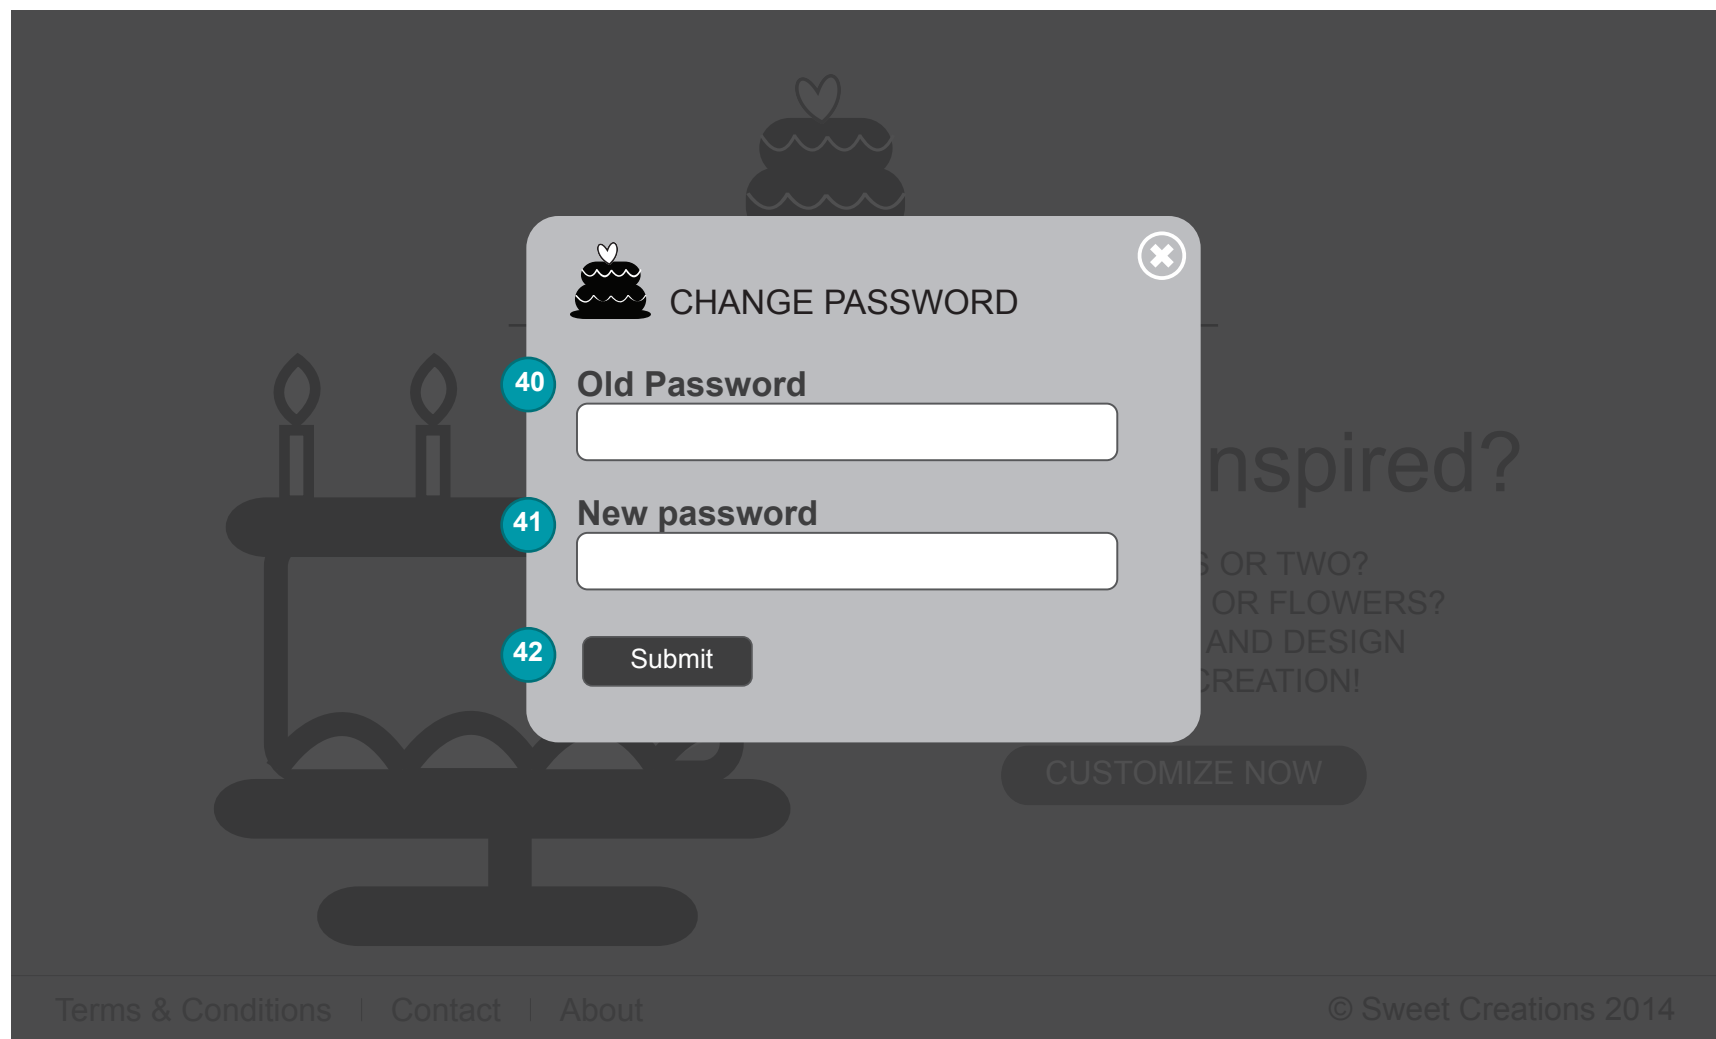 CHANGE PASSWORD
40 Old Password
41 New password
42 Submit
nspired?
OR TWO?
OR FLOWERS?
AND DESIGN
CREATION!
CUSTOMIZE NOW
Terms & Conditions | Contact | About
© Sweet Creations 2014